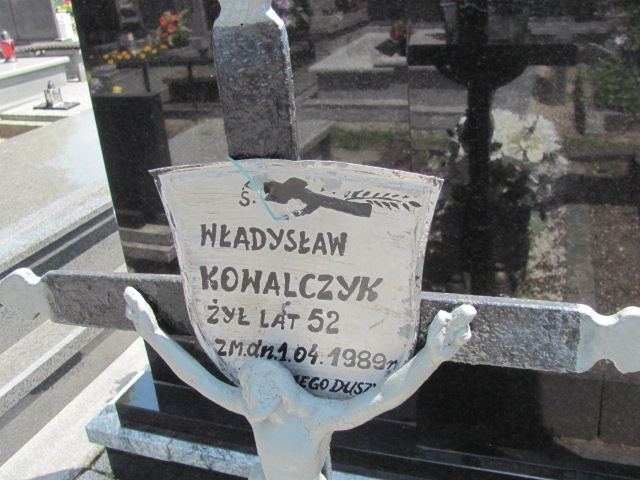 Ś.
WŁADYSŁAW
KOWALCZYK
ŻYŁ LAT 52
ZM. dn. 1.04.1989r.